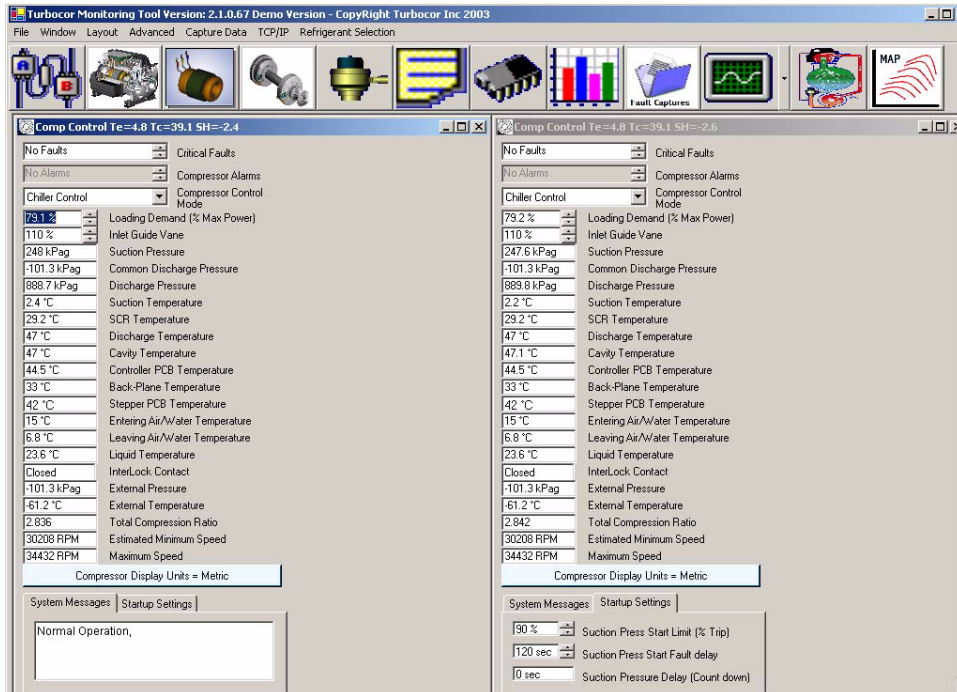 Turbocor Monitoring Tool Version: 2.1.0.67 Demo Version - CopyRight Turbocor Inc 2003
File Window Layout Advanced Capture Data TCP/IP Refrigerant Selection
A
B
Fault Captures
MAP
Comp Control Te=4.8 Tc=39.1 SH=-2.4
No Faults Critical Faults
No Alarms Compressor Alarms
Chiller Control Compressor Control Mode
79.1 % Loading Demand (% Max Power)
110 % Inlet Guide Vane
248 kPag Suction Pressure
-101.3 kPag Common Discharge Pressure
888.7 kPag Discharge Pressure
2.4 °C Suction Temperature
29.2 °C SCR Temperature
47 °C Discharge Temperature
47 °C Cavity Temperature
44.5 °C Controller PCB Temperature
33 °C Back-Plane Temperature
42 °C Stepper PCB Temperature
15 °C Entering Air/Water Temperature
6.8 °C Leaving Air/Water Temperature
23.6 °C Liquid Temperature
Closed InterLock Contact
-101.3 kPag External Pressure
-61.2 °C External Temperature
2.836 Total Compression Ratio
30208 RPM Estimated Minimum Speed
34432 RPM Maximum Speed
Compressor Display Units = Metric
System Messages Startup Settings
Normal Operation,
Comp Control Te=4.8 Tc=39.1 SH=-2.6
No Faults Critical Faults
No Alarms Compressor Alarms
Chiller Control Compressor Control Mode
79.2 % Loading Demand (% Max Power)
110 % Inlet Guide Vane
247.6 kPag Suction Pressure
-101.3 kPag Common Discharge Pressure
889.8 kPag Discharge Pressure
2.2 °C Suction Temperature
29.2 °C SCR Temperature
47 °C Discharge Temperature
47.1 °C Cavity Temperature
44.5 °C Controller PCB Temperature
33 °C Back-Plane Temperature
42 °C Stepper PCB Temperature
15 °C Entering Air/Water Temperature
6.8 °C Leaving Air/Water Temperature
23.6 °C Liquid Temperature
Closed InterLock Contact
-101.3 kPag External Pressure
-61.2 °C External Temperature
2.842 Total Compression Ratio
30208 RPM Estimated Minimum Speed
34432 RPM Maximum Speed
Compressor Display Units = Metric
System Messages Startup Settings
90 % Suction Press Start Limit (% Trip)
120 sec Suction Press Start Fault delay
0 sec Suction Pressure Delay (Count down)